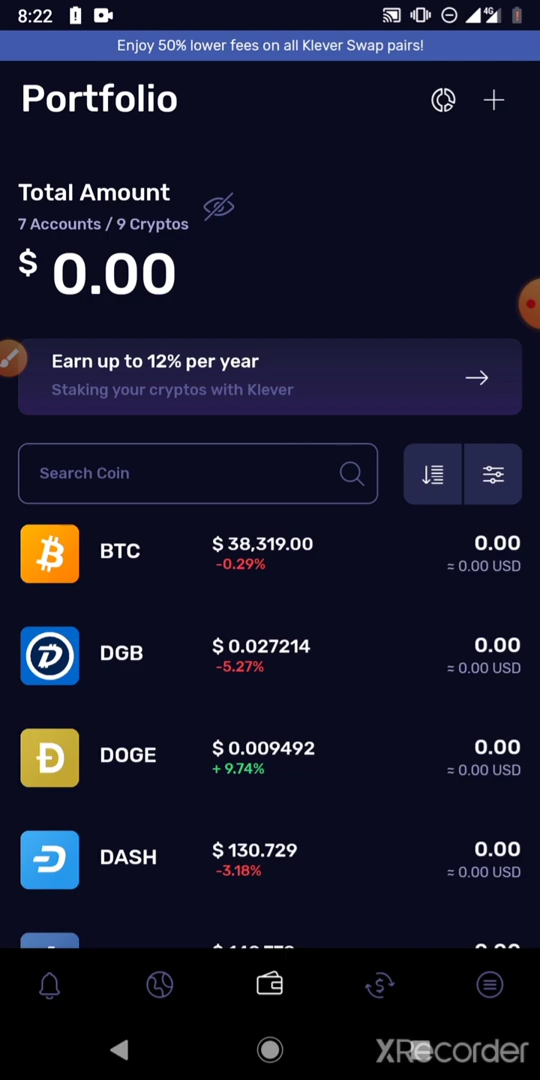 8:22
4G
Enjoy 50% lower fees on all Klever Swap pairs!
Portfolio
Total Amount
7 Accounts / 9 Cryptos
$ 0.00
Earn up to 12% per year
Staking your cryptos with Klever
Search Coin
BTC $ 38,319.00 0.00
-0.29% ≈ 0.00 USD
DGB $ 0.027214 0.00
-5.27% ≈ 0.00 USD
DOGE $ 0.009492 0.00
+ 9.74% ≈ 0.00 USD
DASH $ 130.729 0.00
-3.18% ≈ 0.00 USD
XRecorder